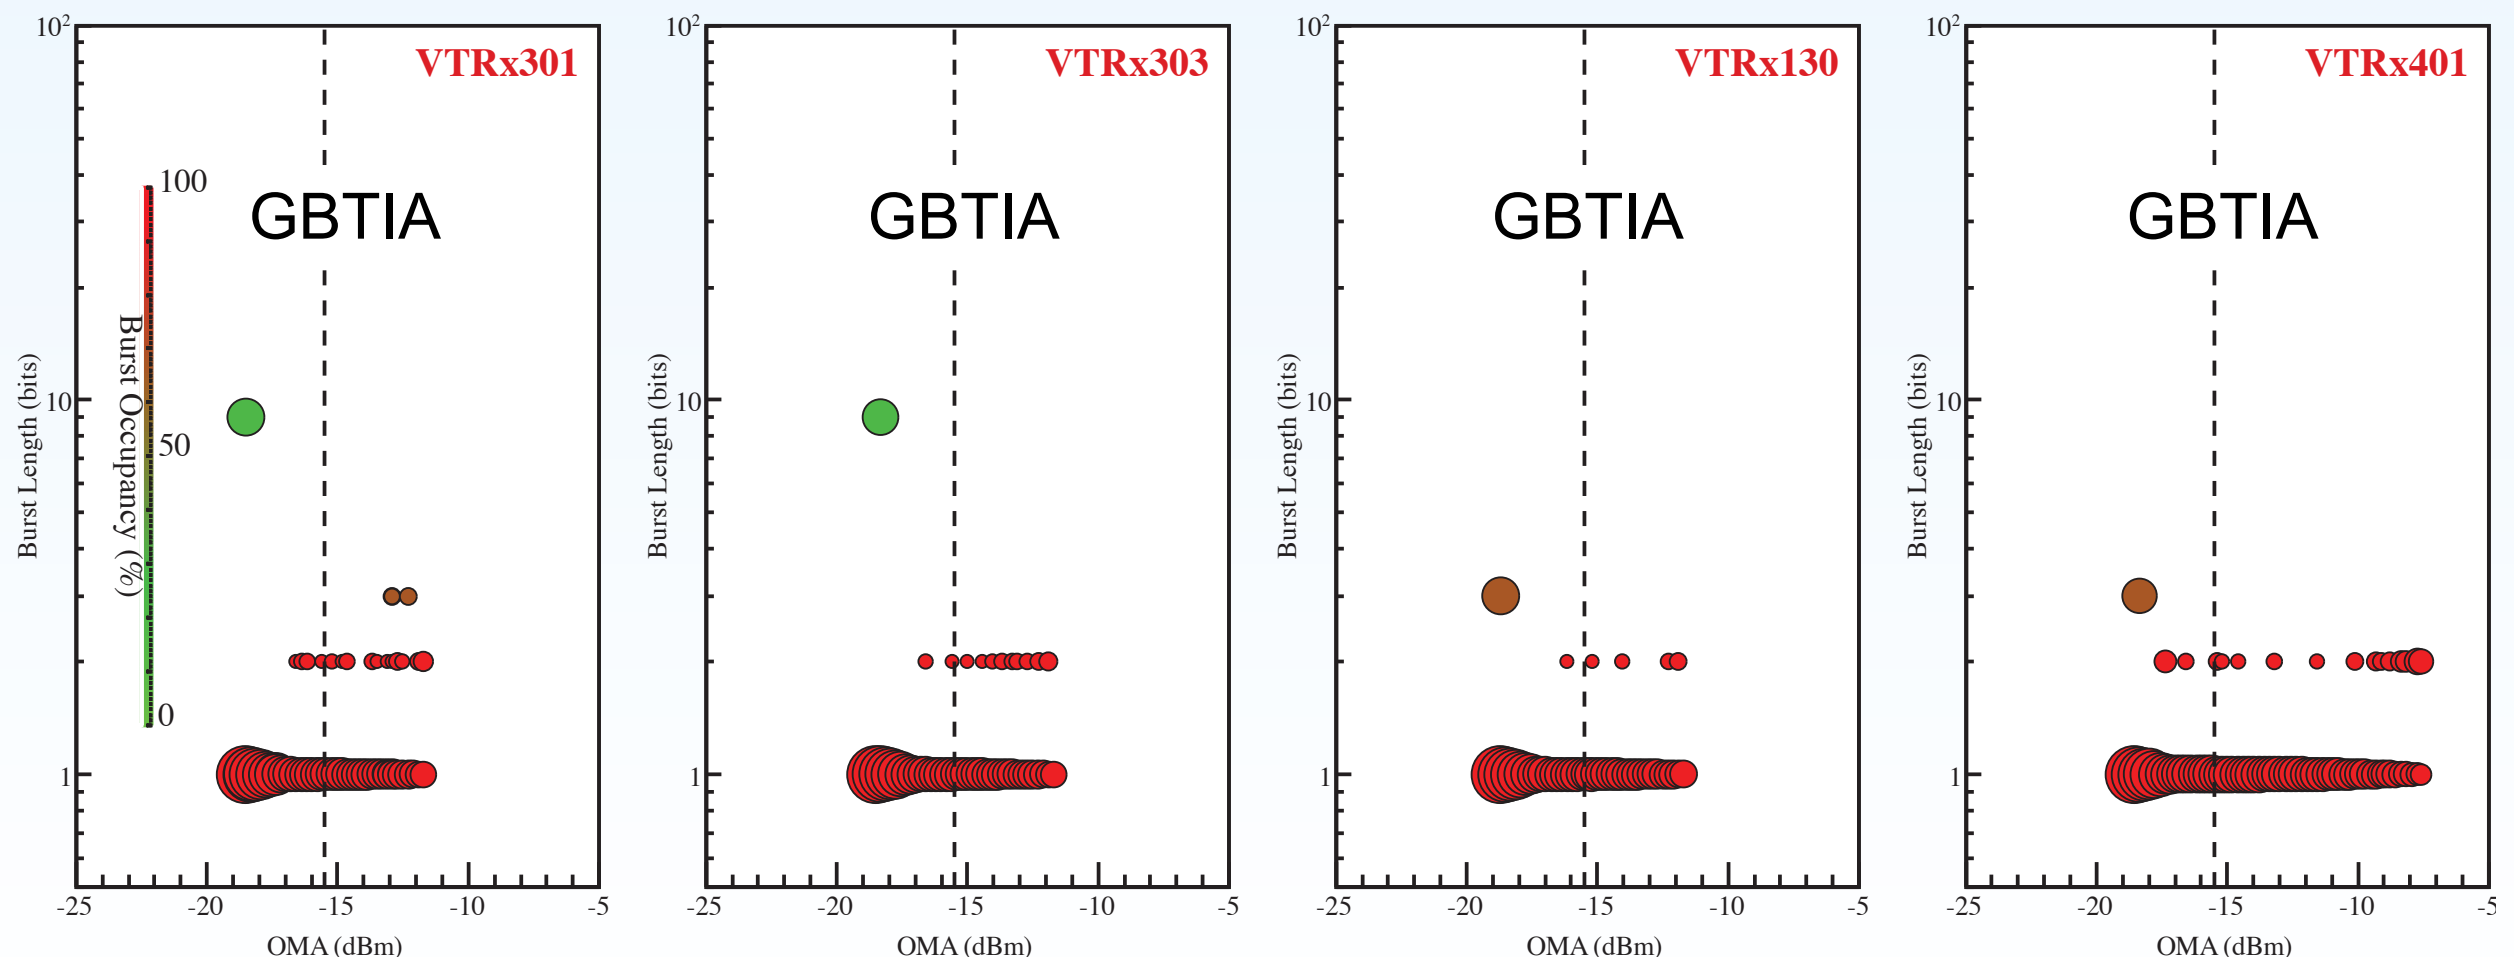 VTRx301
10²
100
GBTIA
Burst Occupancy (%)
50
0
10
1
Burst Length (bits)
-25
-20
-15
-10
-5
OMA (dBm)
VTRx303
10²
GBTIA
10
1
Burst Length (bits)
-25
-20
-15
-10
-5
OMA (dBm)
VTRx130
10²
GBTIA
10
1
Burst Length (bits)
-25
-20
-15
-10
-5
OMA (dBm)
VTRx401
10²
GBTIA
10
1
Burst Length (bits)
-25
-20
-15
-10
-5
OMA (dBm)